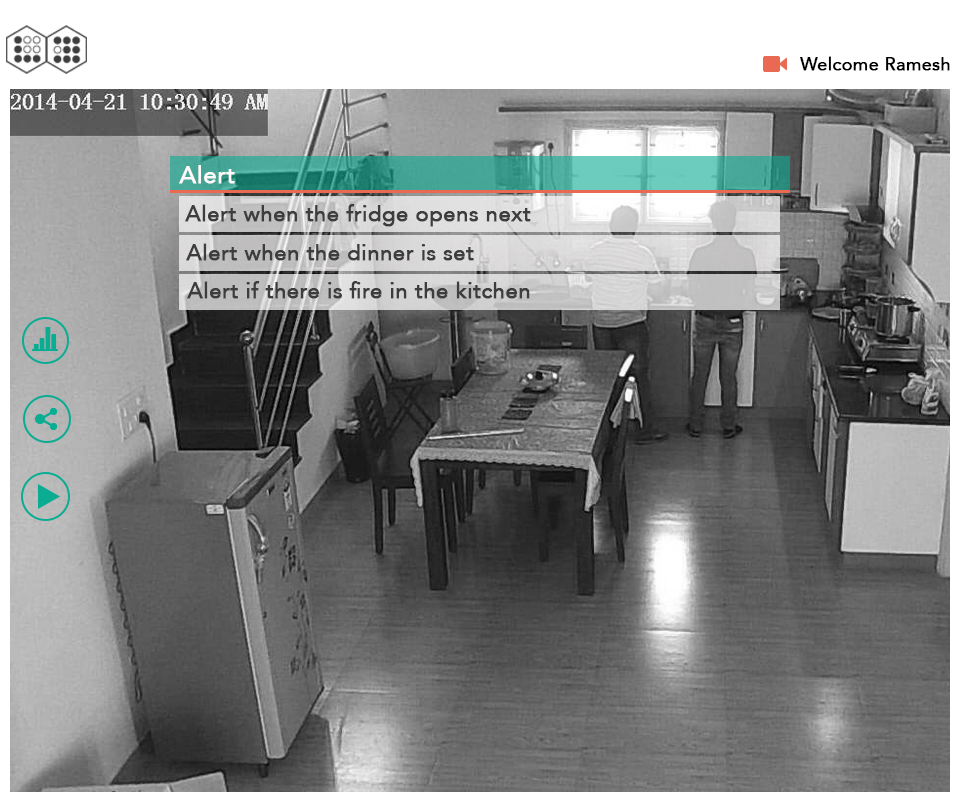 Welcome Ramesh
2014-04-21 10:30:49 AM
Alert
Alert when the fridge opens next
Alert when the dinner is set
Alert if there is fire in the kitchen